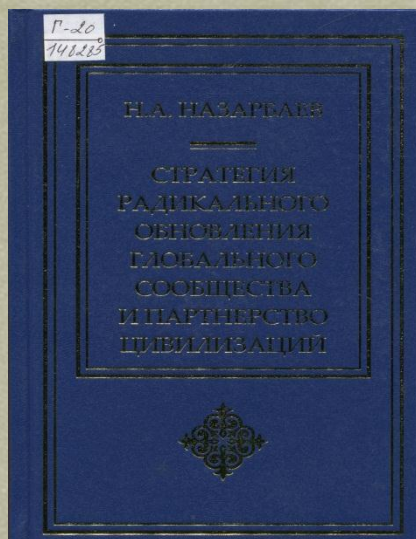 Г-20
148285
Н.А. НАЗАРБАЕВ
СТРАТЕГИЯ
РАДИКАЛЬНОГО
ОБНОВЛЕНИЯ
ГЛОБАЛЬНОГО
СООБЩЕСТВА
И ПАРТНЕРСТВО
ЦИВИЛИЗАЦИЙ